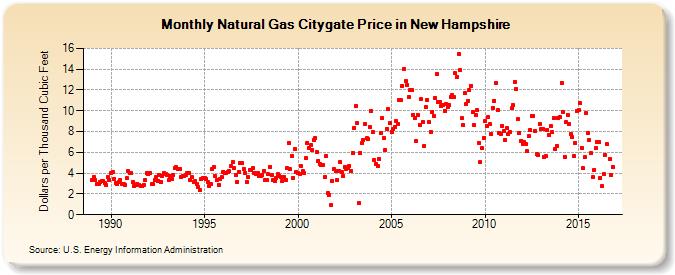 Monthly Natural Gas Citygate Price in New Hampshire
Dollars per Thousand Cubic Feet
16
14
12
10
8
6
4
2
0
1990 1995 2000 2005 2010 2015
Source: U.S. Energy Information Administration